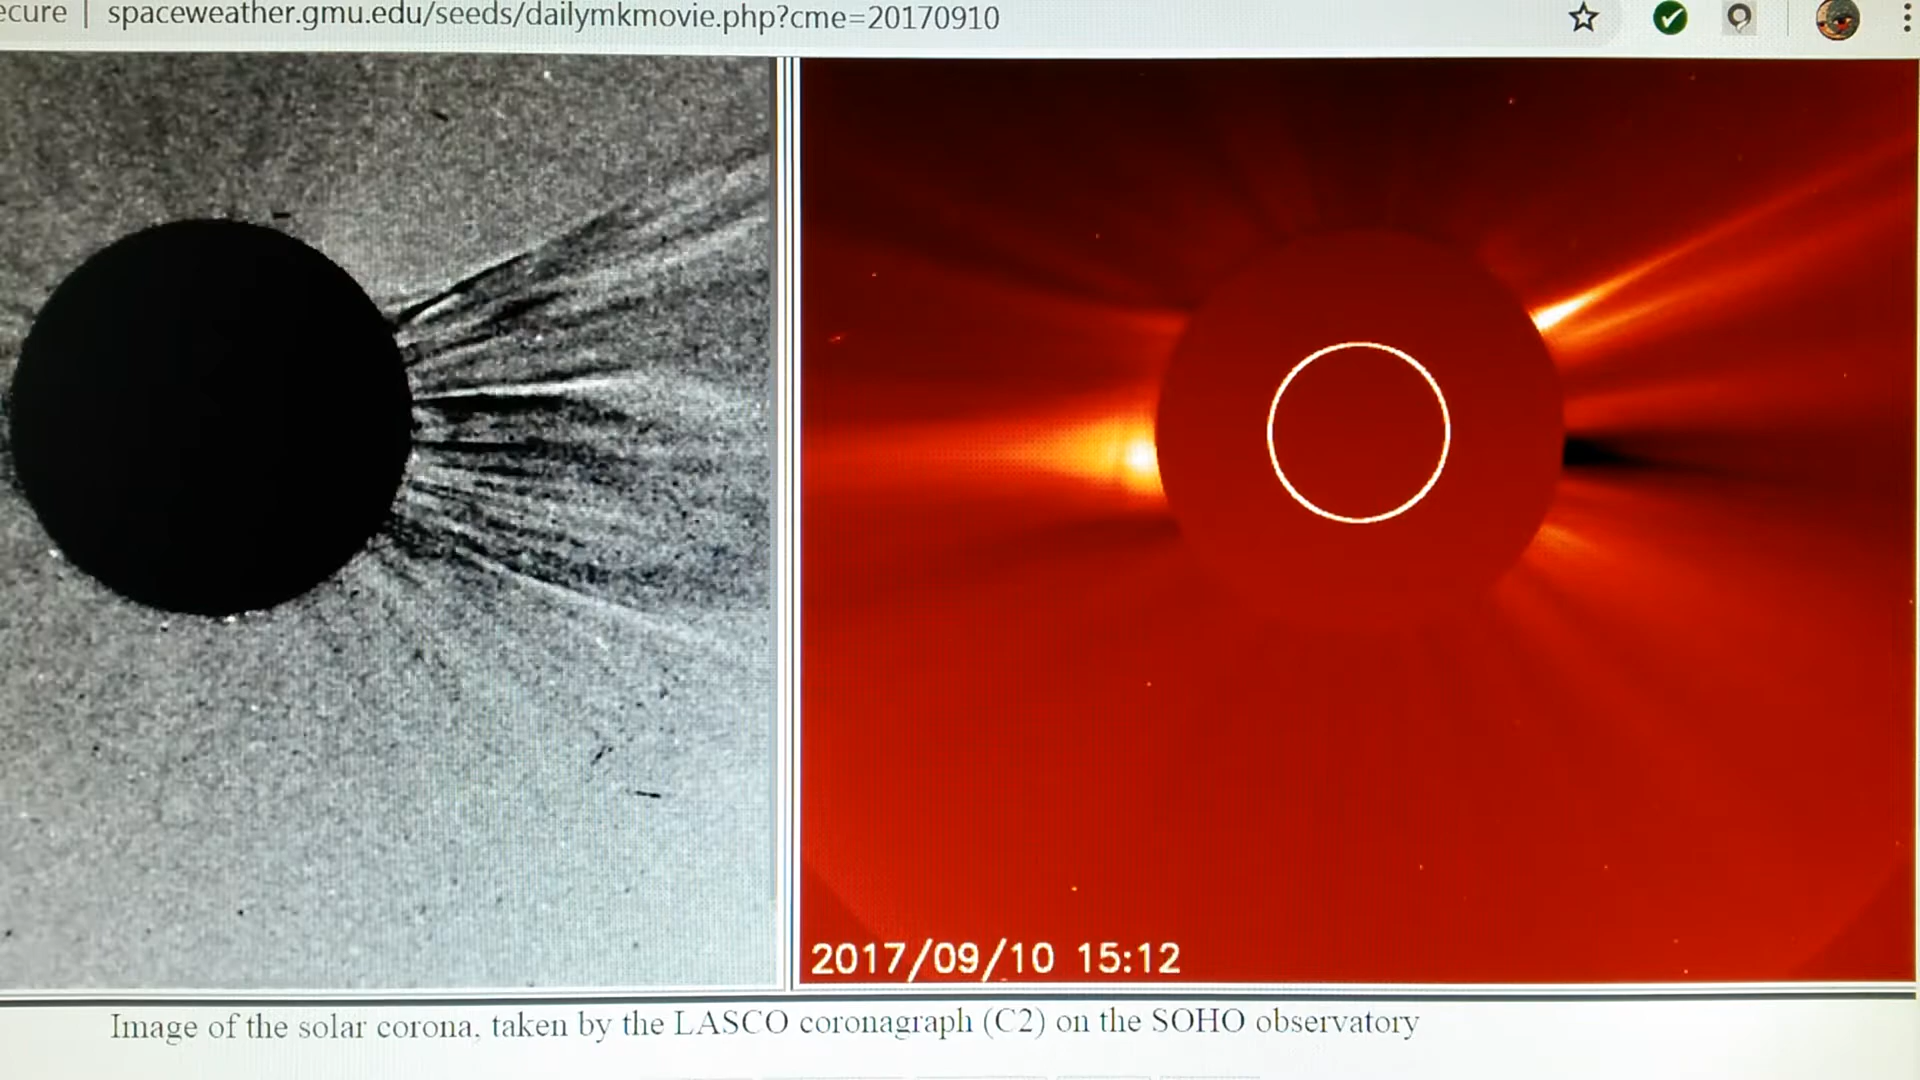 ecure | spaceweather.gmu.edu/seeds/dailymkmovie.php?cme=20170910
2017/09/10 15:12
Image of the solar corona, taken by the LASCO coronagraph (C2) on the SOHO observatory